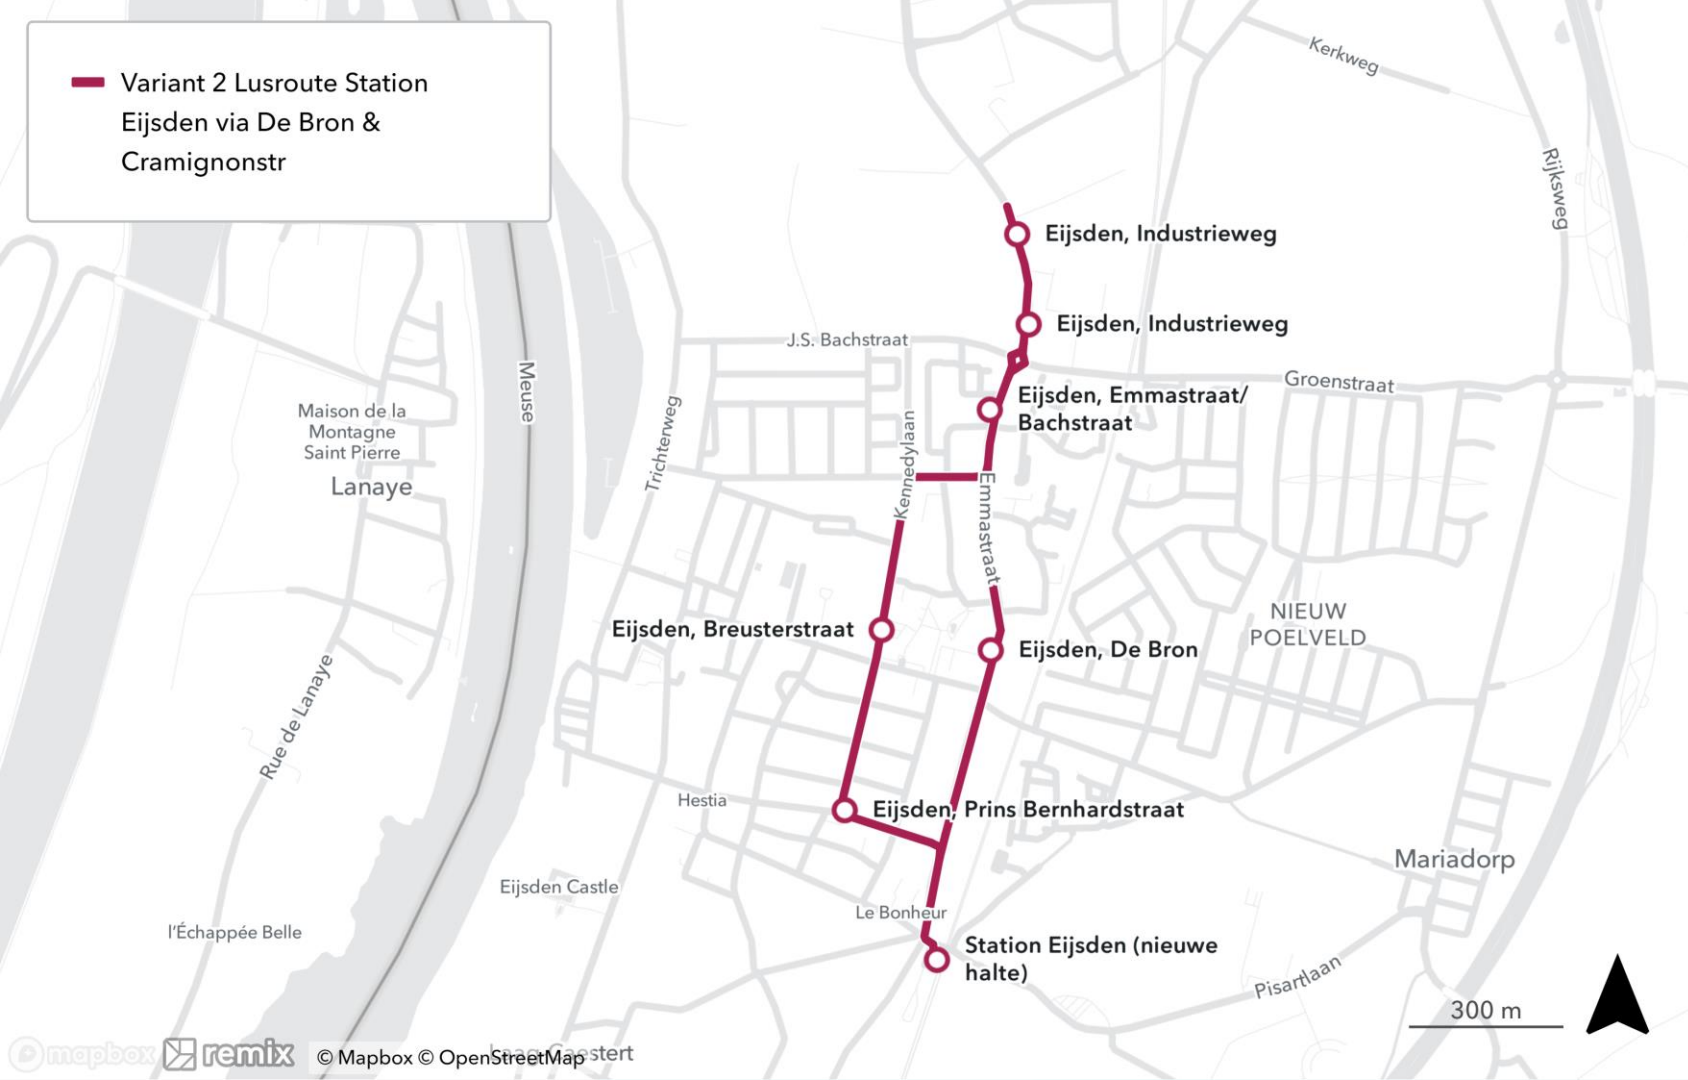 Variant 2 Lusroute Station
Eijsden via De Bron &
Cramignonstr
Kerkweg
Rijksweg
Eijsden, Industrieweg
Eijsden, Industrieweg
J.S. Bachstraat
Groenstraat
Meuse
Eijsden, Emmastraat/
Bachstraat
Maison de la
Montagne
Saint Pierre
Lanaye
Trichterweg
Kennedylaan
Emmastraat
NIEUW
POELVELD
Eijsden, Breusterstraat
Eijsden, De Bron
Rue de Lanaye
Hestia
Eijsden, Prins Bernhardstraat
Mariadorp
Eijsden Castle
Le Bonheur
l'Échappée Belle
Station Eijsden (nieuwe
halte)
Pisartlaan
300 m
mapbox remix © Mapbox © OpenStreetMap